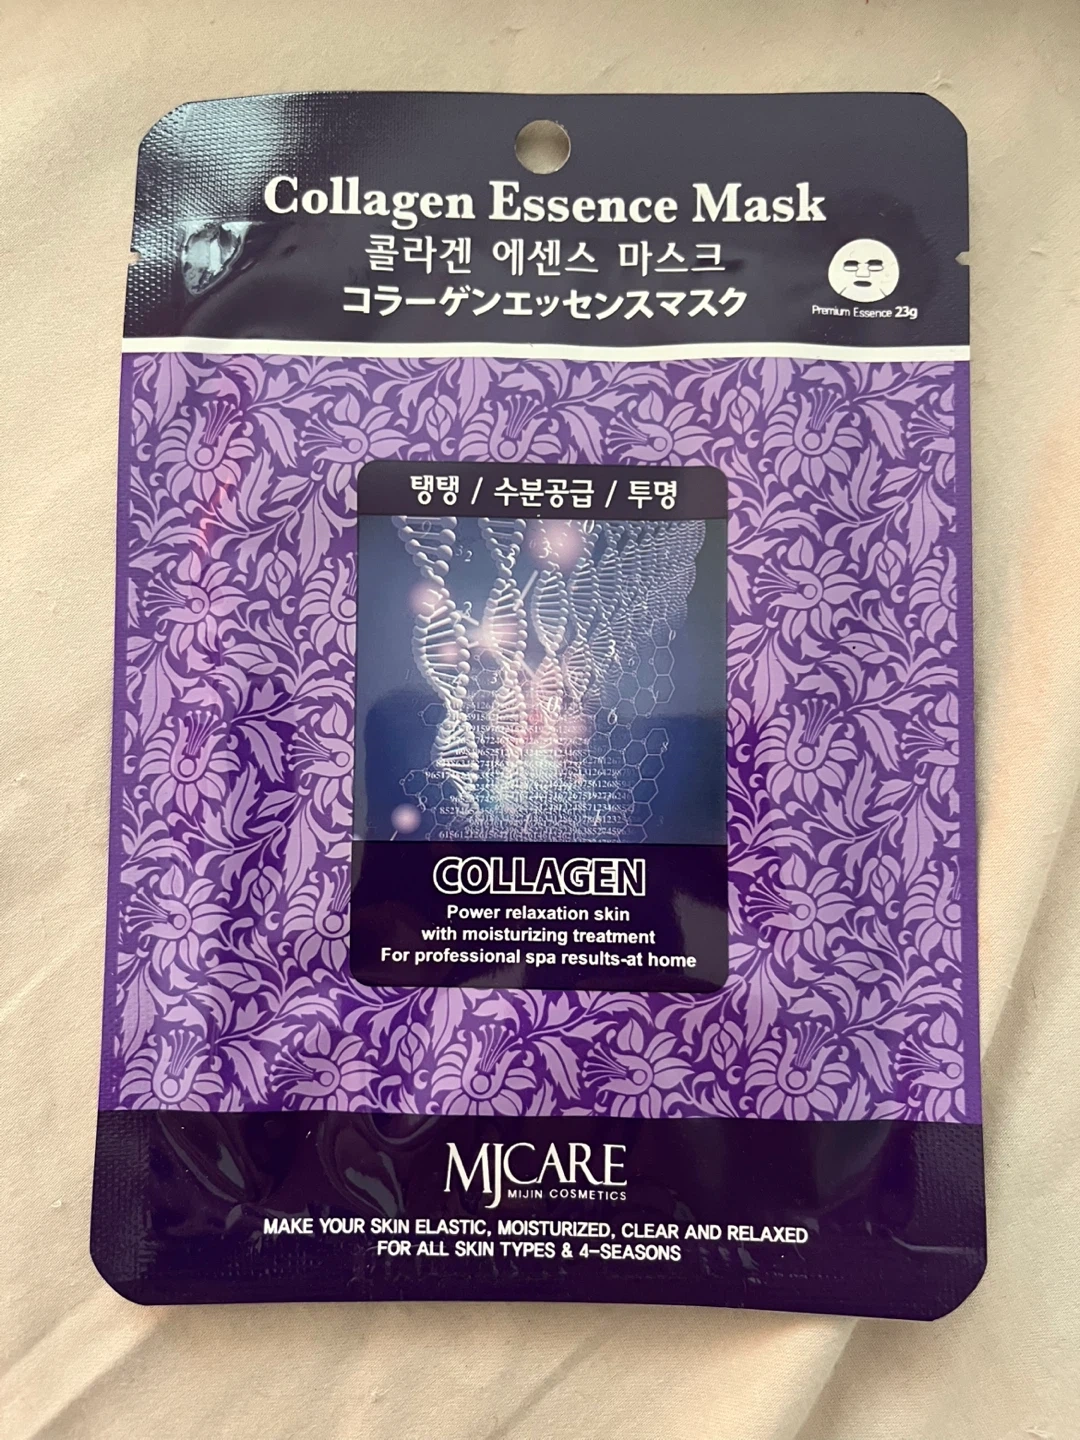 Collagen Essence Mask
콜라겐 에센스 마스크
コラーゲンエッセンスマスク
Premium Essence 23g
탱탱 / 수분공급 / 투명
COLLAGEN
Power relaxation skin
with moisturizing treatment
For professional spa results-at home
MJCARE
MIJIN COSMETICS
MAKE YOUR SKIN ELASTIC, MOISTURIZED, CLEAR AND RELAXED
FOR ALL SKIN TYPES & 4-SEASONS